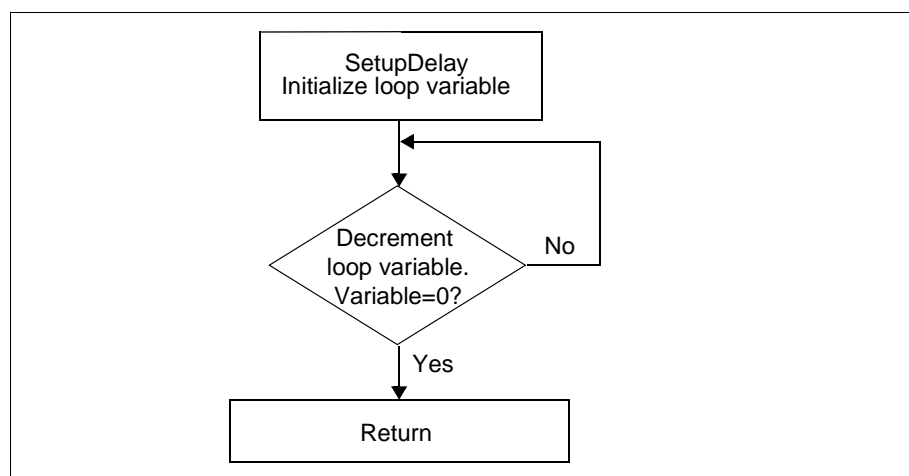 SetupDelay
Initialize loop variable
Decrement
loop variable.
Variable=0?
No
Yes
Return